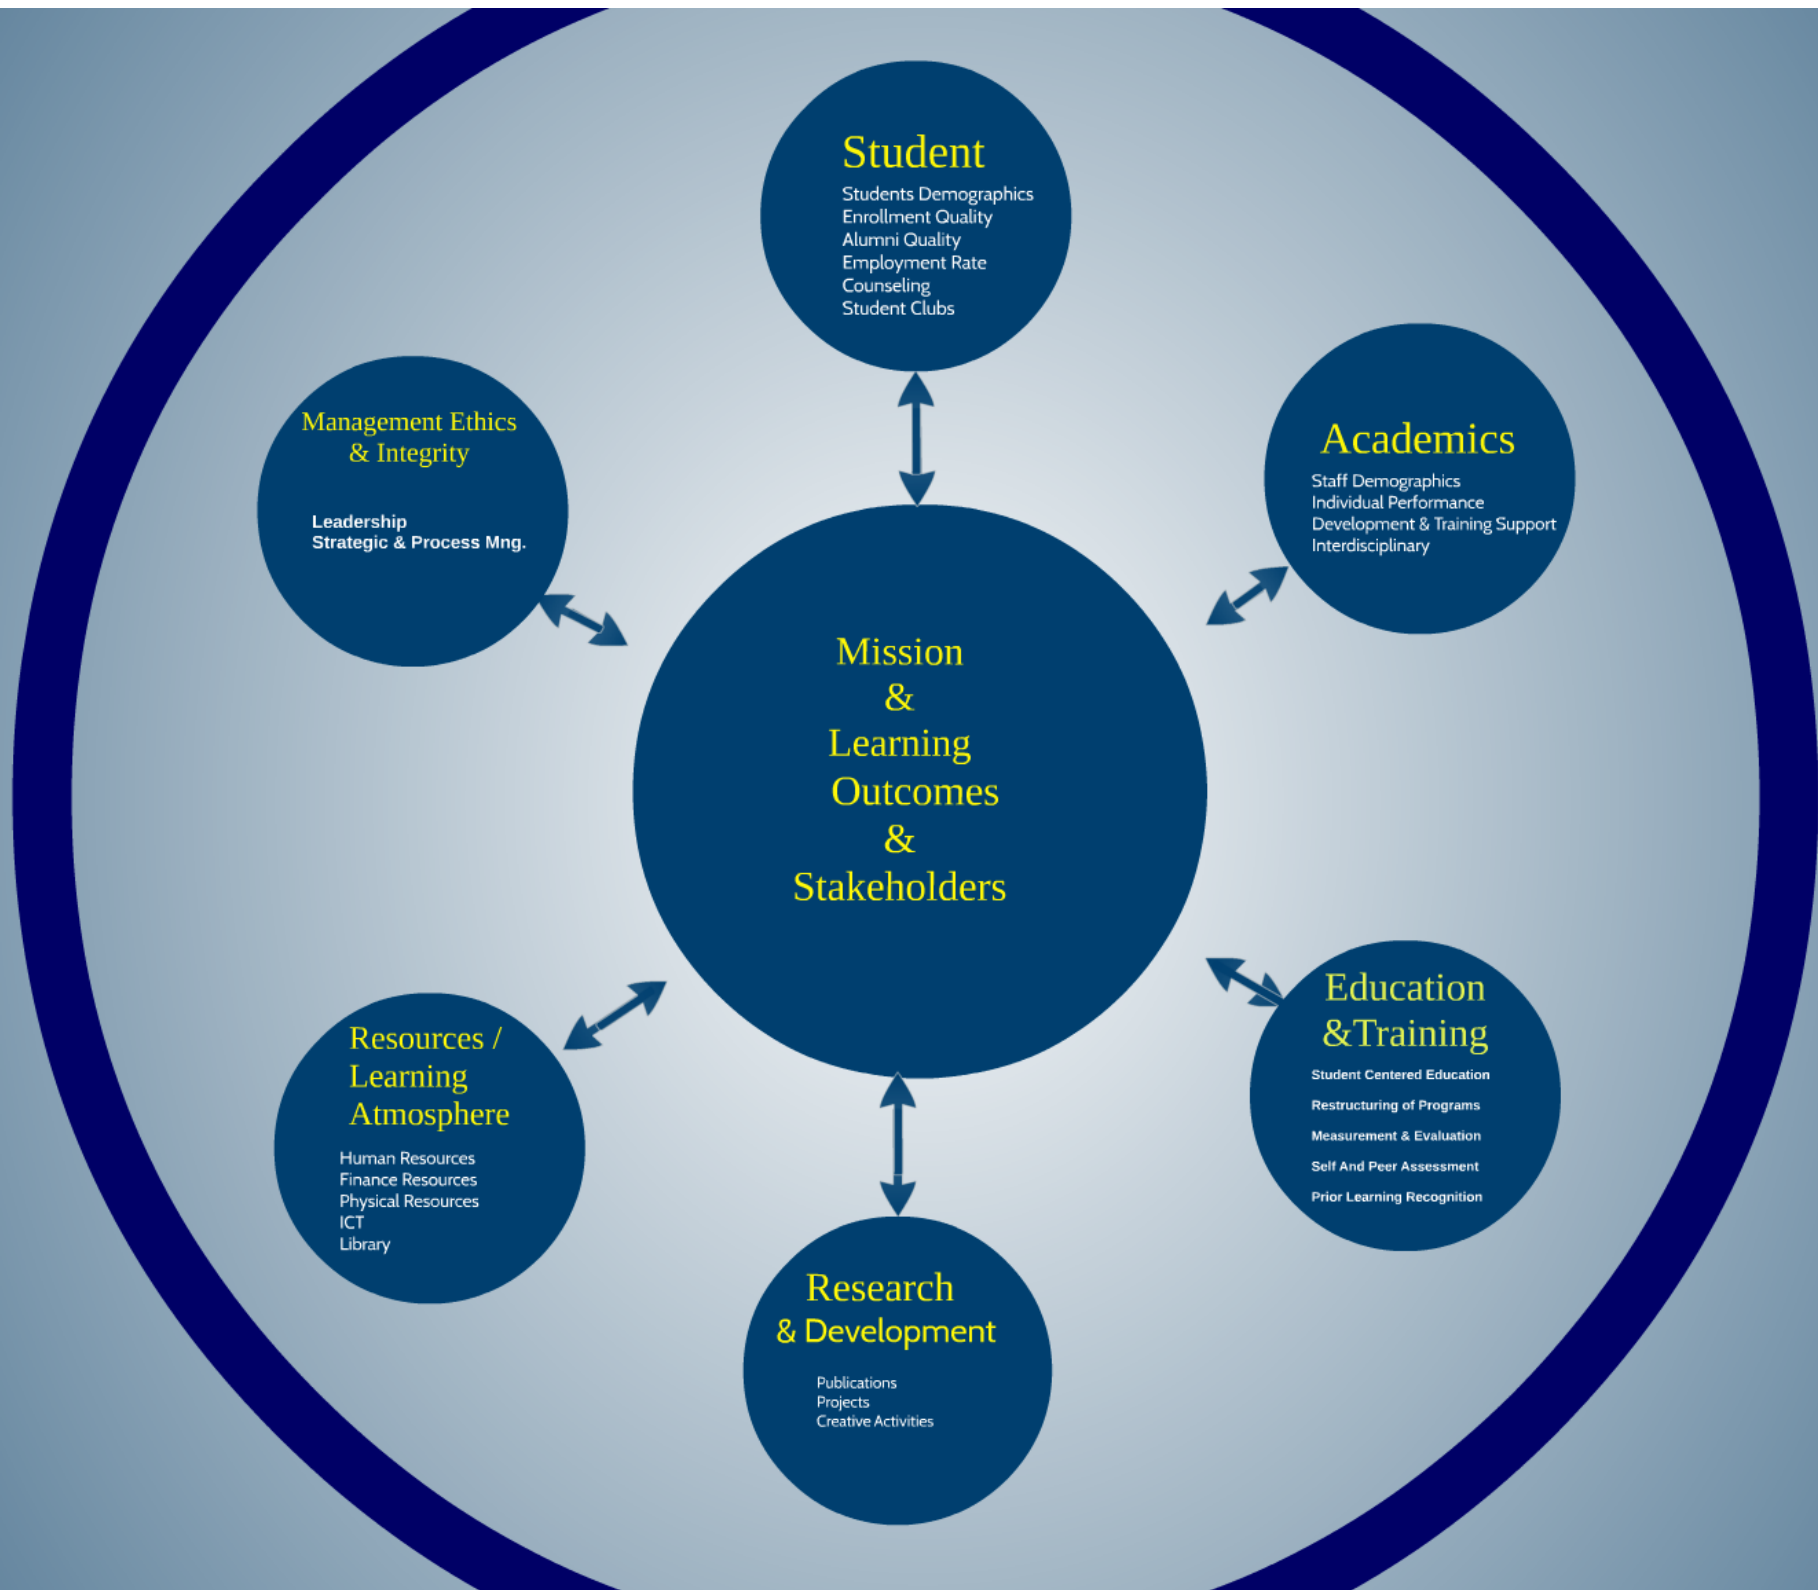 Student
Students Demographics
Enrollment Quality
Alumni Quality
Employment Rate
Counseling
Student Clubs
Management Ethics
& Integrity
Leadership
Strategic & Process Mng.
Academics
Staff Demographics
Individual Performance
Development & Training Support
Interdisciplinary
Mission
&
Learning
Outcomes
&
Stakeholders
Resources /
Learning
Atmosphere
Human Resources
Finance Resources
Physical Resources
ICT
Library
Education
&Training
Student Centered Education
Restructuring of Programs
Measurement & Evaluation
Self And Peer Assessment
Prior Learning Recognition
Research
& Development
Publications
Projects
Creative Activities